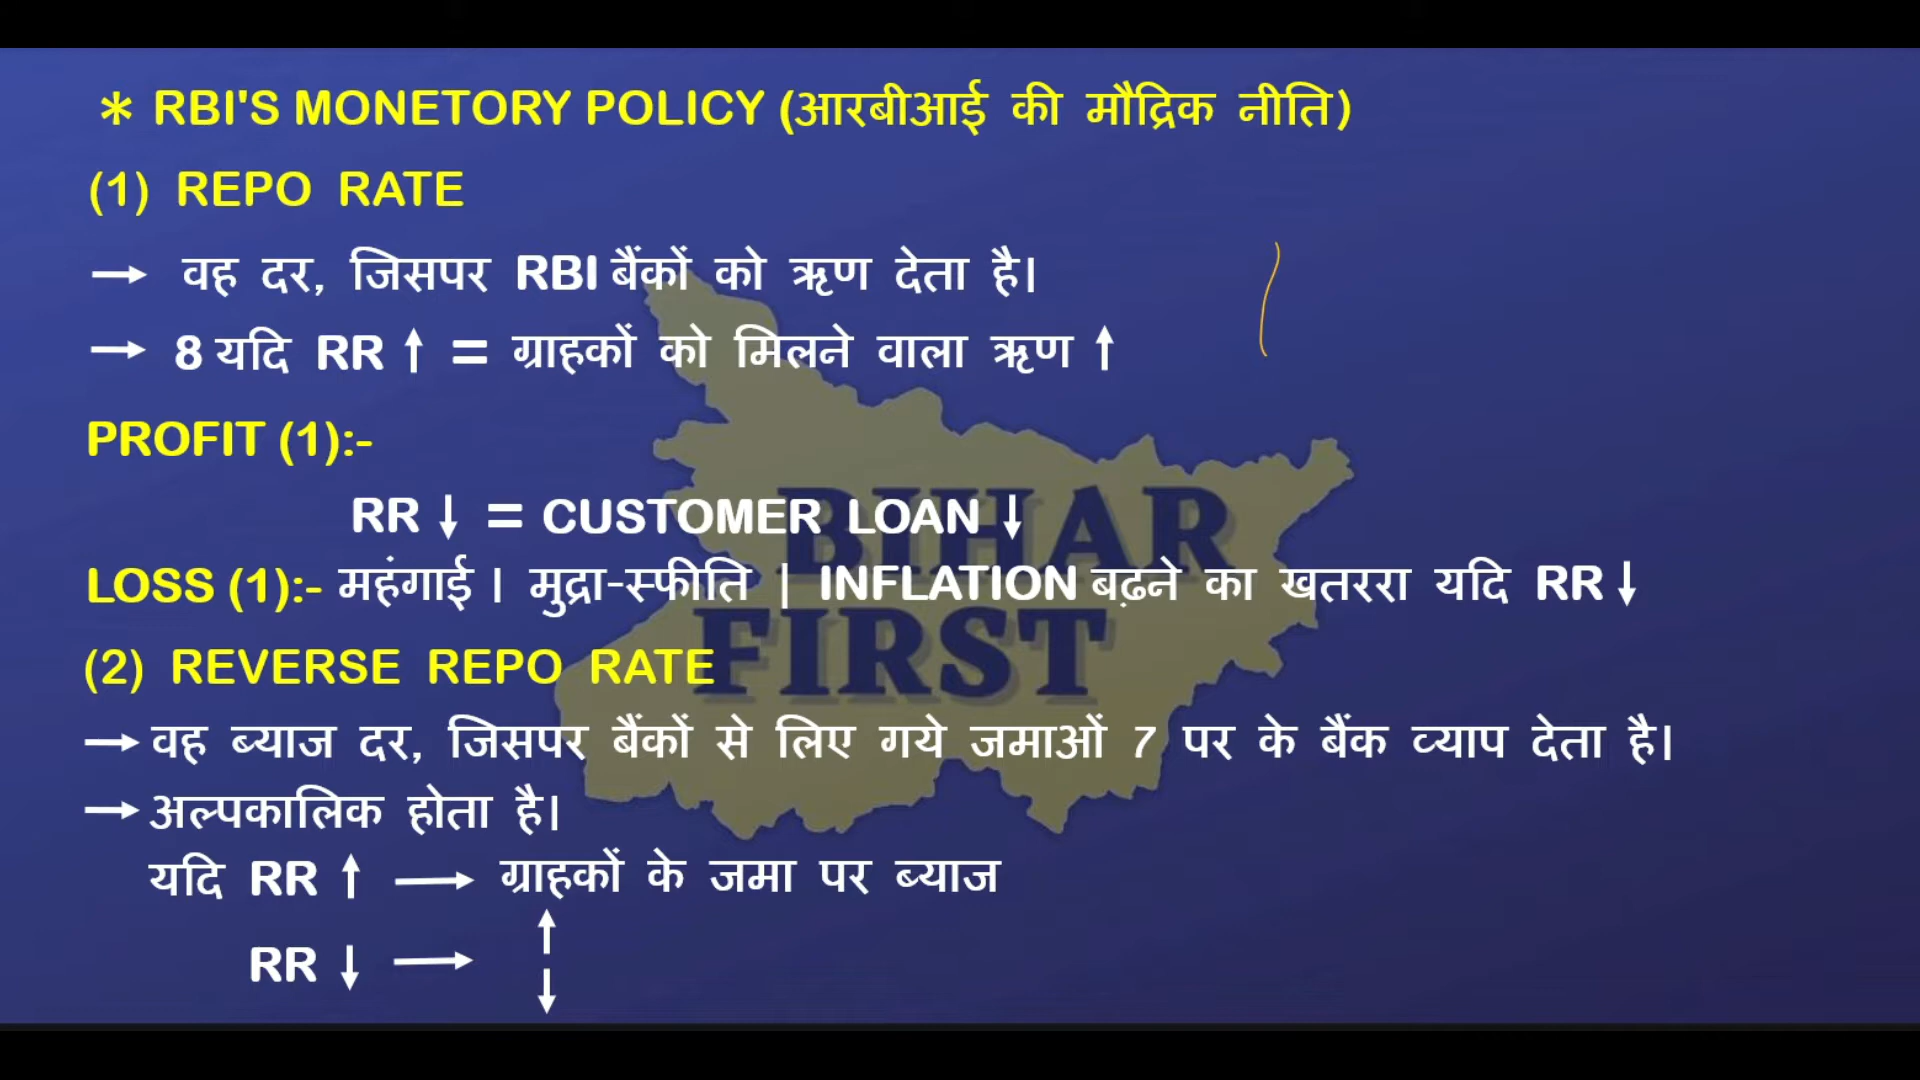 * RBI'S MONETORY POLICY (आरबीआई की मौद्रिक नीति)
(1) REPO RATE
→ वह दर, जिसपर RBI बैंकों को ऋण देता है।
→ 8 यदि RR ↑ = ग्राहकों को मिलने वाला ऋण ↑
PROFIT (1):-
RR ↓ = CUSTOMER LOAN ↓
BIHAR
LOSS (1):- महंगाई । मुद्रा-स्फीति | INFLATION बढ़ने का खतररा यदि RR ↓
FIRST
(2) REVERSE REPO RATE
→ वह ब्याज दर, जिसपर बैंकों से लिए गये जमाओं 7 पर के बैंक व्याप देता है।
→ अल्पकालिक होता है।
यदि RR ↑ → ग्राहकों के जमा पर ब्याज
↑
RR ↓ →
↓